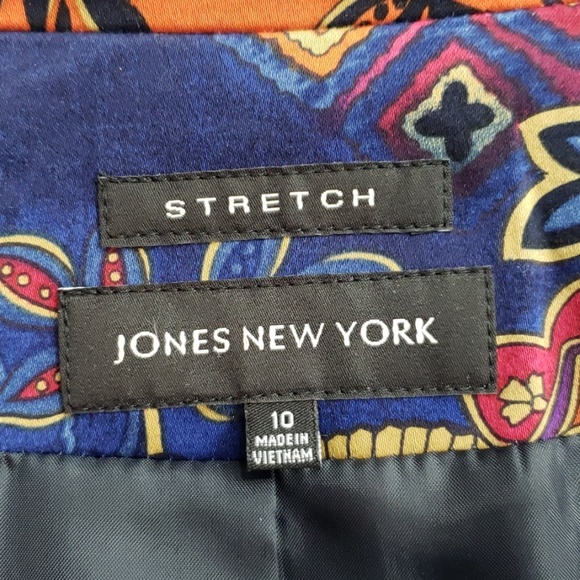 STRETCH
JONES NEW YORK
10
MADE IN
VIETNAM